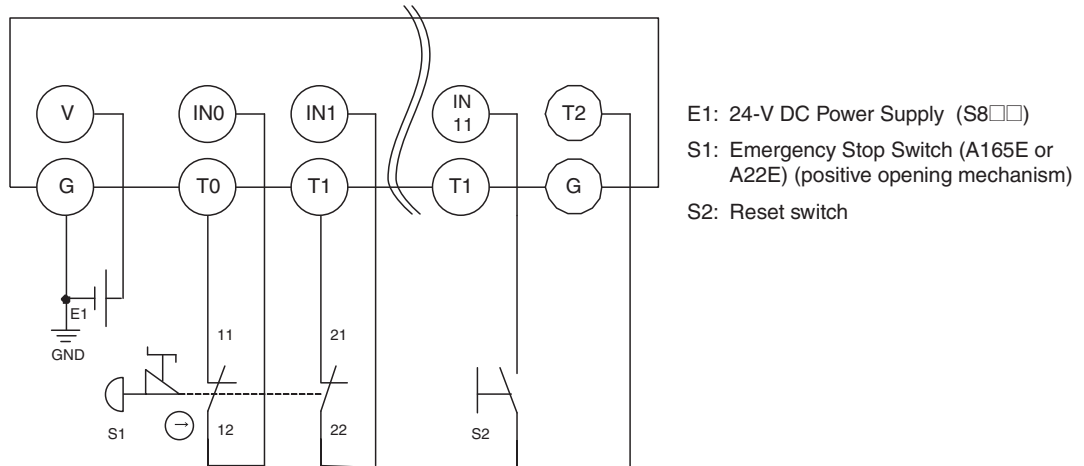 V
IN0
IN1
IN
11
T2
G
T0
T1
T1
G
E1: 24-V DC Power Supply (S8□□)
S1: Emergency Stop Switch (A165E or
A22E) (positive opening mechanism)
S2: Reset switch
E1
GND
11
21
S1
12
22
S2